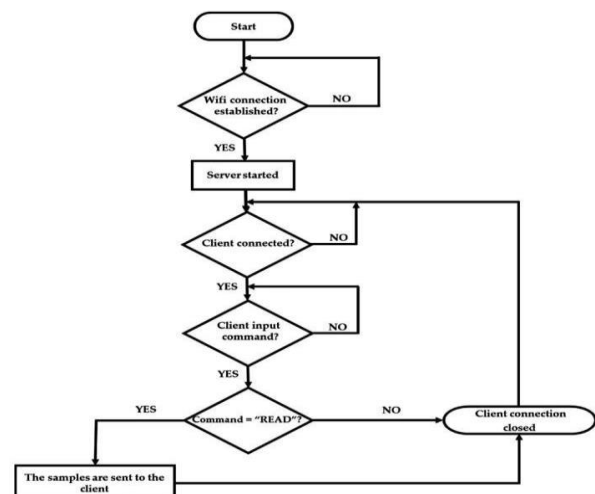 Start
Wifi connection
established?
NO
YES
Server started
Client connected?
NO
YES
Client input
command?
NO
YES
YES
Command = "READ"?
NO
Client connection
closed
The samples are sent to the
client